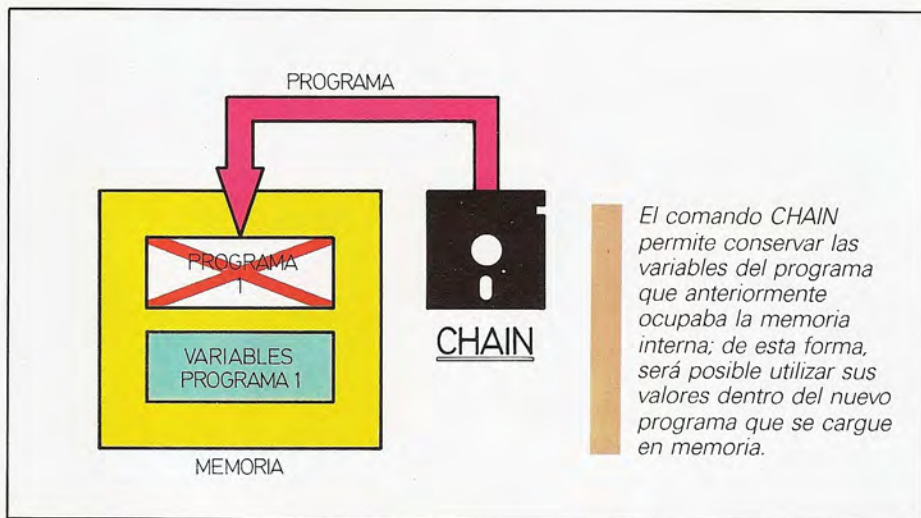 PROGRAMA
PROGRAMA
1
VARIABLES
PROGRAMA 1
MEMORIA
CHAIN
El comando CHAIN
permite conservar las
variables del programa
que anteriormente
ocupaba la memoria
interna; de esta forma,
será posible utilizar sus
valores dentro del nuevo
programa que se cargue
en memoria.